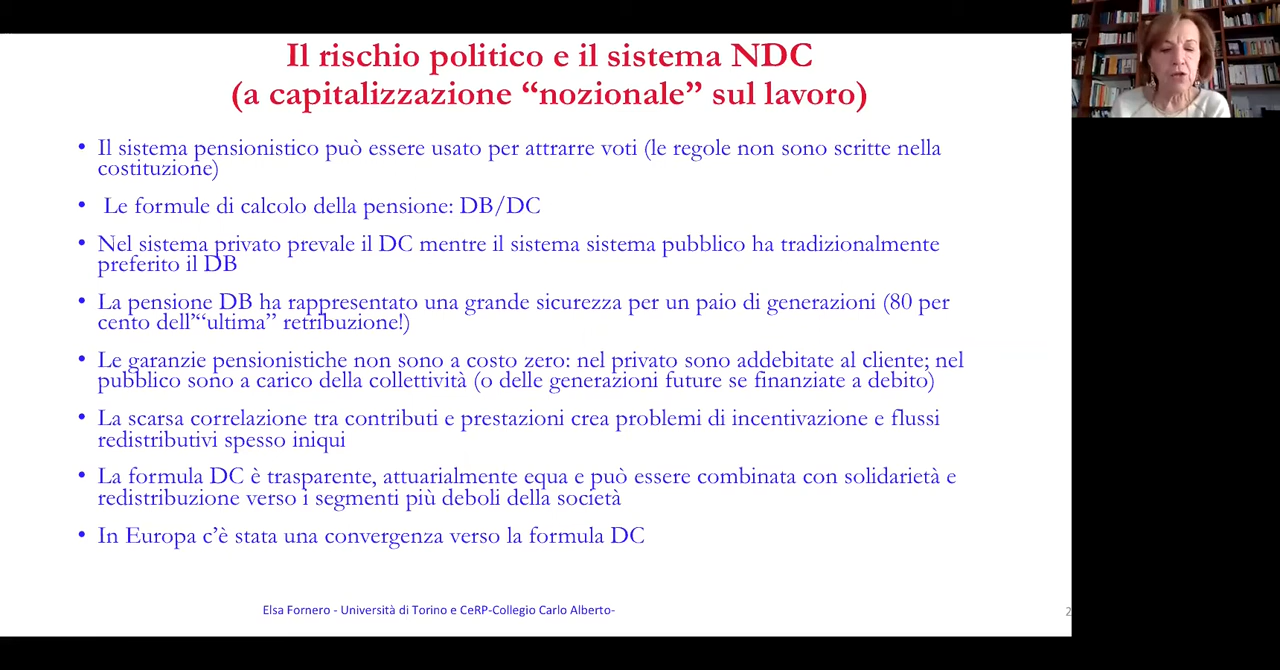 Il rischio politico e il sistema NDC
(a capitalizzazione “nozionale” sul lavoro)
• Il sistema pensionistico può essere usato per attrarre voti (le regole non sono scritte nella
costituzione)
• Le formule di calcolo della pensione: DB/DC
• Nel sistema privato prevale il DC mentre il sistema sistema pubblico ha tradizionalmente
preferito il DB
• La pensione DB ha rappresentato una grande sicurezza per un paio di generazioni (80 per
cento dell’“ultima” retribuzione!)
• Le garanzie pensionistiche non sono a costo zero: nel privato sono addebitate al cliente; nel
pubblico sono a carico della collettività (o delle generazioni future se finanziate a debito)
• La scarsa correlazione tra contributi e prestazioni crea problemi di incentivazione e flussi
redistributivi spesso iniqui
• La formula DC è trasparente, attuarialmente equa e può essere combinata con solidarietà e
redistribuzione verso i segmenti più deboli della società
• In Europa c’è stata una convergenza verso la formula DC
Elsa Fornero - Università di Torino e CeRP-Collegio Carlo Alberto-
2